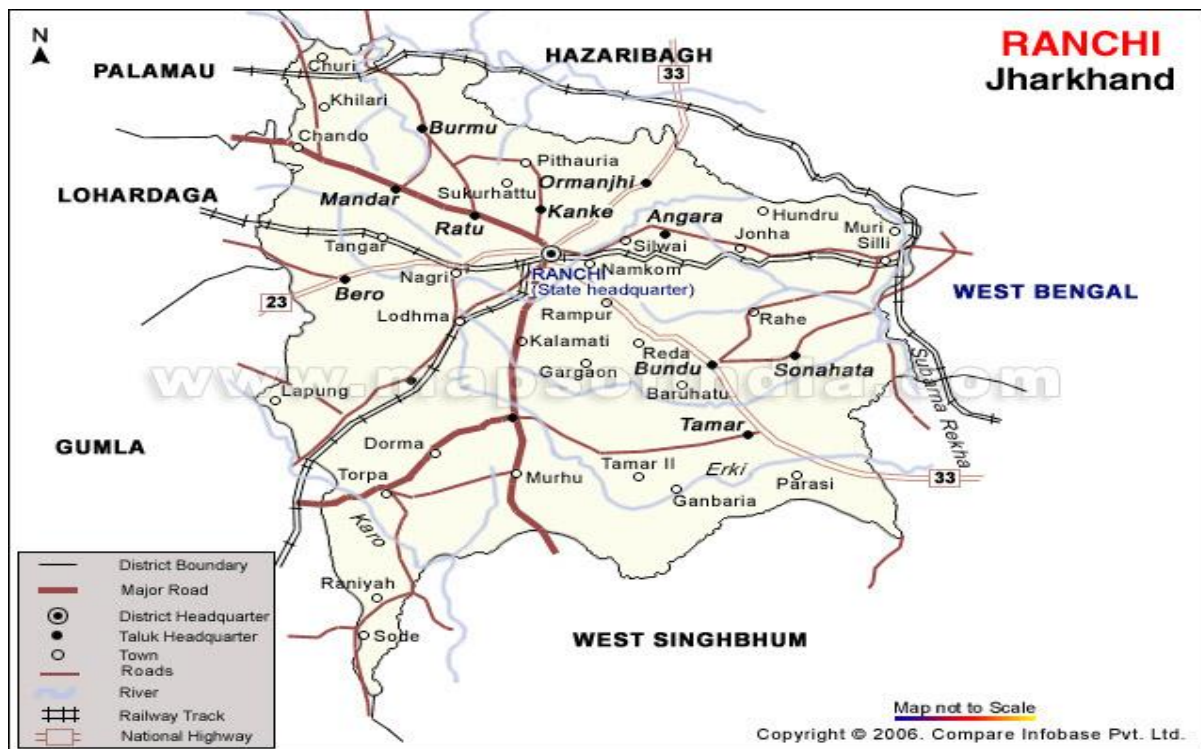 N
RANCHI
Jharkhand
HAZARIBAGH
PALAMAU
33
Churi
Khilari
Burmu
Chando
Pithauria
Sukurhattu
Ormanjhi
LOHARDAGA
Mandar
Kanke
Ratu
Angara
Hundru
Muri
Tangar
Silwai
Jonha
Silli
Nagri
RANCHI
(State headquarter)
Namkom
Bero
23
WEST BENGAL
Lodhma
Rampur
Rahe
Kalamati
Reda
Gargaon
Bundu
Sonahata
www.mapsofindia.com
Baruhatu
Lapung
Subarna Rekha
Tamar
GUMLA
Dorma
Torpa
Murhu
Tamar II
Erki
Parasi
33
Ganbaria
Karo
Raniyah
Sode
WEST SINGHBHUM
District Boundary
Major Road
District Headquarter
Taluk Headquarter
Town
Roads
River
Railway Track
National Highway
Map not to Scale
Copyright © 2006. Compare Infobase Pvt. Ltd.